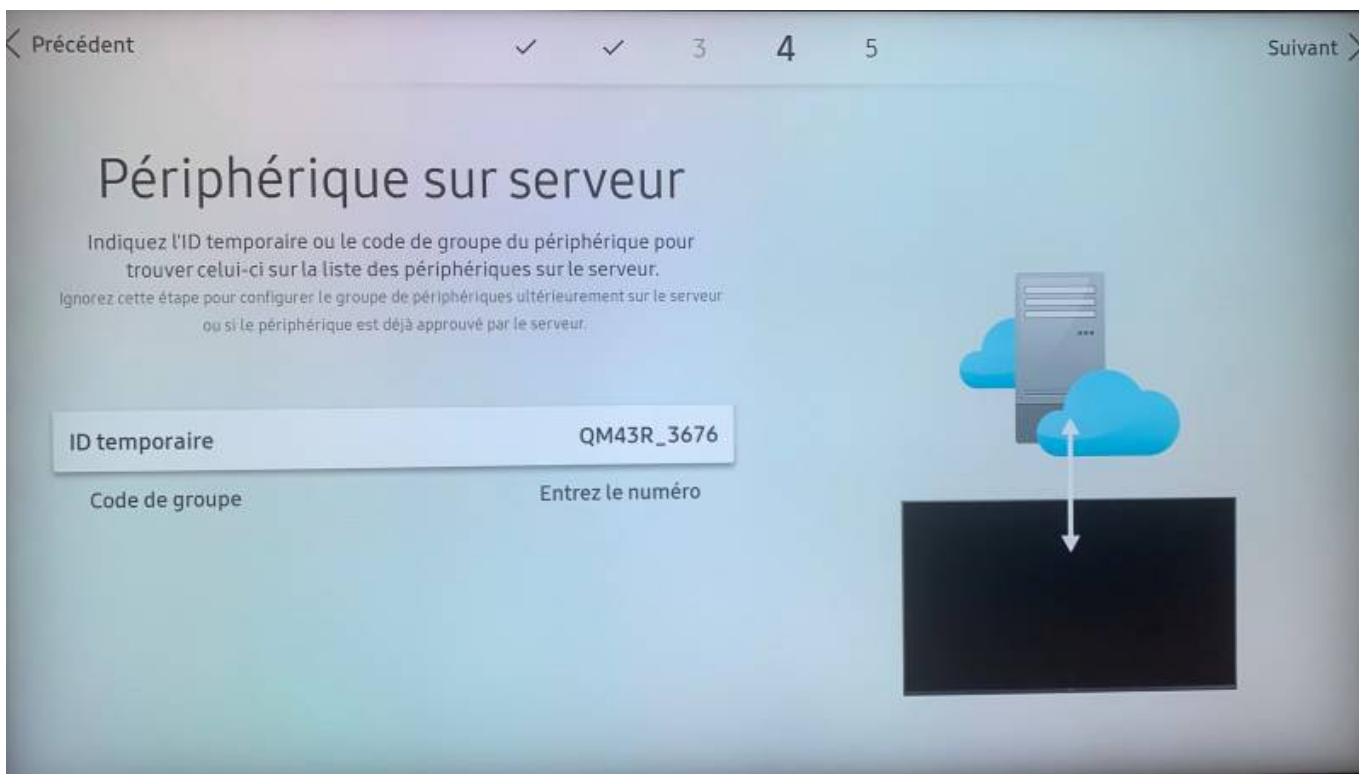 Précédent
3 4 5
Suivant
Périphérique sur serveur
Indiquez l'ID temporaire ou le code de groupe du périphérique pour
trouver celui-ci sur la liste des périphériques sur le serveur.
Ignorez cette étape pour configurer le groupe de périphériques ultérieurement sur le serveur
ou si le périphérique est déjà approuvé par le serveur.
ID temporaire QM43R_3676
Code de groupe Entrez le numéro